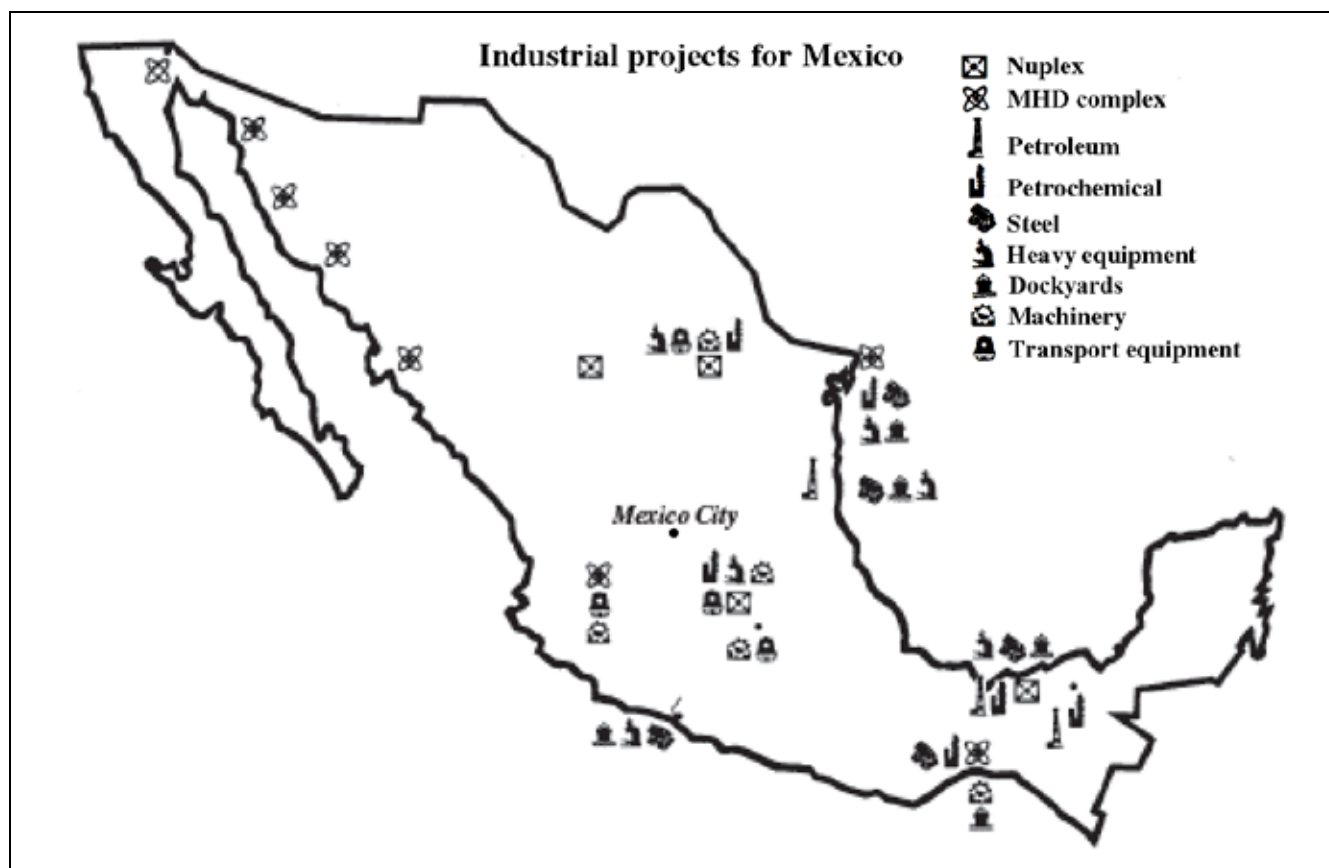 Industrial projects for Mexico
Nuplex
MHD complex
Petroleum
Petrochemical
Steel
Heavy equipment
Dockyards
Machinery
Transport equipment
Mexico City